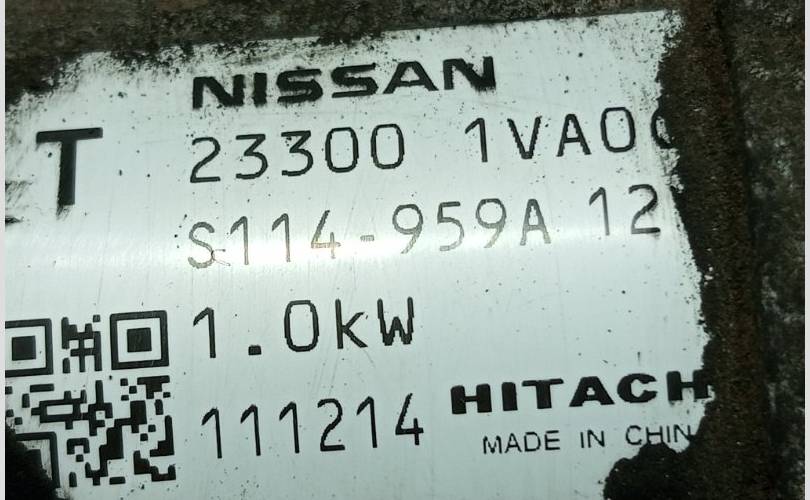 NISSAN
T 23300 1VA0
S114-959A 12
1.0kW
111214 HITACH
MADE IN CHIN